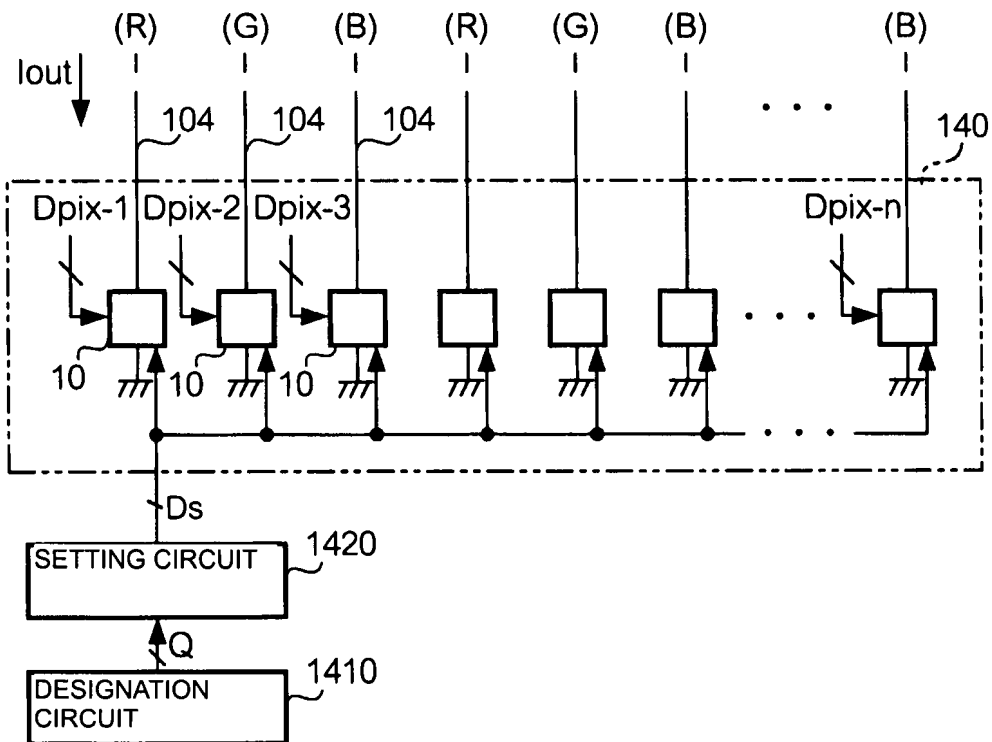 (R) (G) (B) (R) (G) (B) (B)
Iout
104 104 104 . . .
140
Dpix-1 Dpix-2 Dpix-3 Dpix-n
. . .
10 10 10
. . .
Ds
SETTING CIRCUIT 1420
Q
DESIGNATION 1410
CIRCUIT